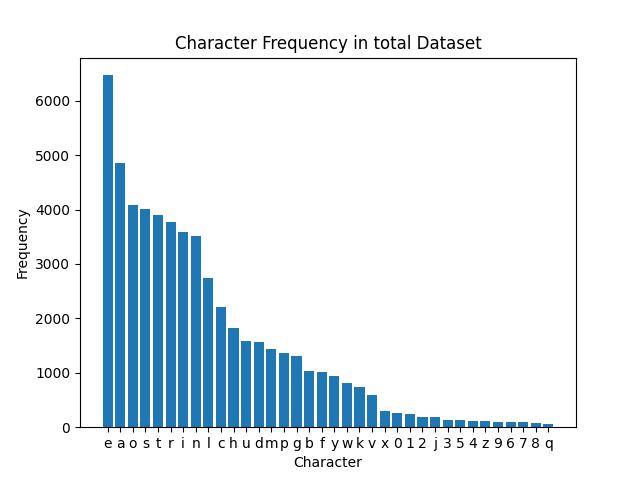 Character Frequency in total Dataset
Frequency
6000
5000
4000
3000
2000
1000
0
e a o s t r i n l c h u d m p g b f y w k v x 0 1 2 j 3 5 4 z 9 6 7 8 q
Character